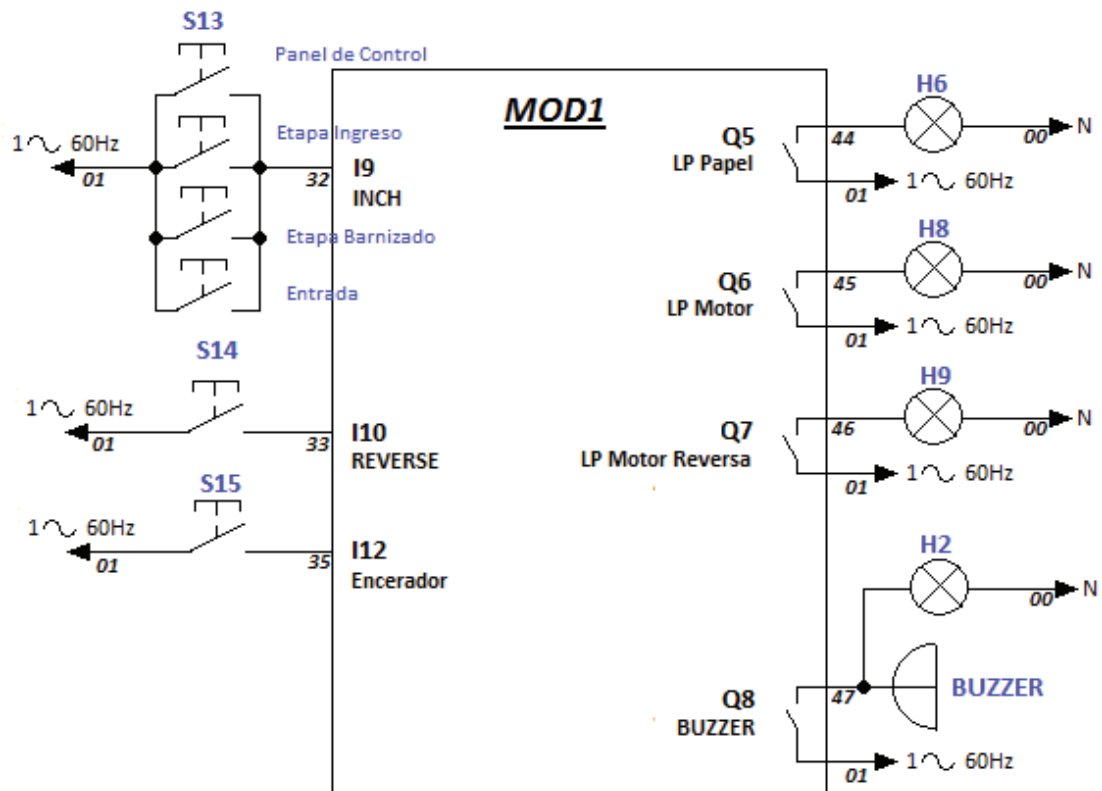 S13
Panel de Control
1 60Hz
01
Etapa Ingreso
Etapa Barnizado
Entrada
32
I9
INCH
S14
1 60Hz
01
33
I10
REVERSE
S15
1 60Hz
01
35
I12
Encerador
MOD1
Q5
LP Papel
44
H6
00
N
01
1 60Hz
Q6
LP Motor
45
H8
00
N
01
1 60Hz
Q7
LP Motor Reversa
46
H9
00
N
01
1 60Hz
H2
00
N
Q8
BUZZER
47
BUZZER
01
1 60Hz